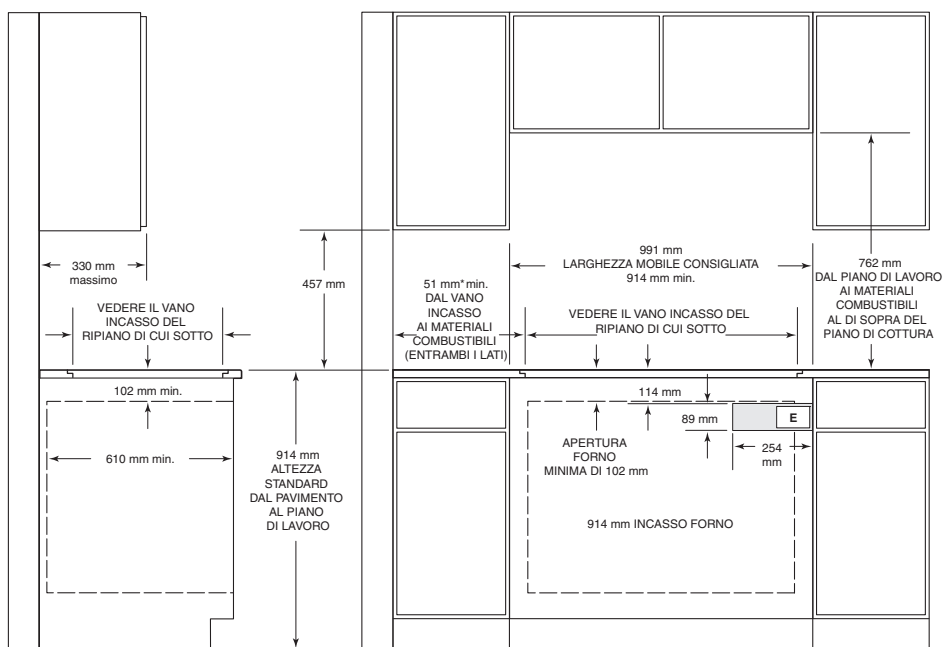 330 mm
massimo
VEDERE IL VANO
INCASSO DEL
RIPIANO DI CUI SOTTO
457 mm
102 mm min.
610 mm min.
914 mm
ALTEZZA
STANDARD
DAL PAVIMENTO
AL PIANO
DI LAVORO
51 mm* min.
DAL VANO
INCASSO
AI MATERIALI
COMBUSTIBILI
(ENTRAMBI I LATI)
991 mm
LARGHEZZA MOBILE CONSIGLIATA
914 mm min.
VEDERE IL VANO INCASSO DEL
RIPIANO DI CUI SOTTO
762 mm
DAL PIANO DI LAVORO
AI MATERIALI
COMBUSTIBILI
AL DI SOPRA DEL
PIANO DI COTTURA
114 mm
89 mm
E
254
mm
APERTURA
FORNO
MINIMA DI 102 mm
914 mm INCASSO FORNO